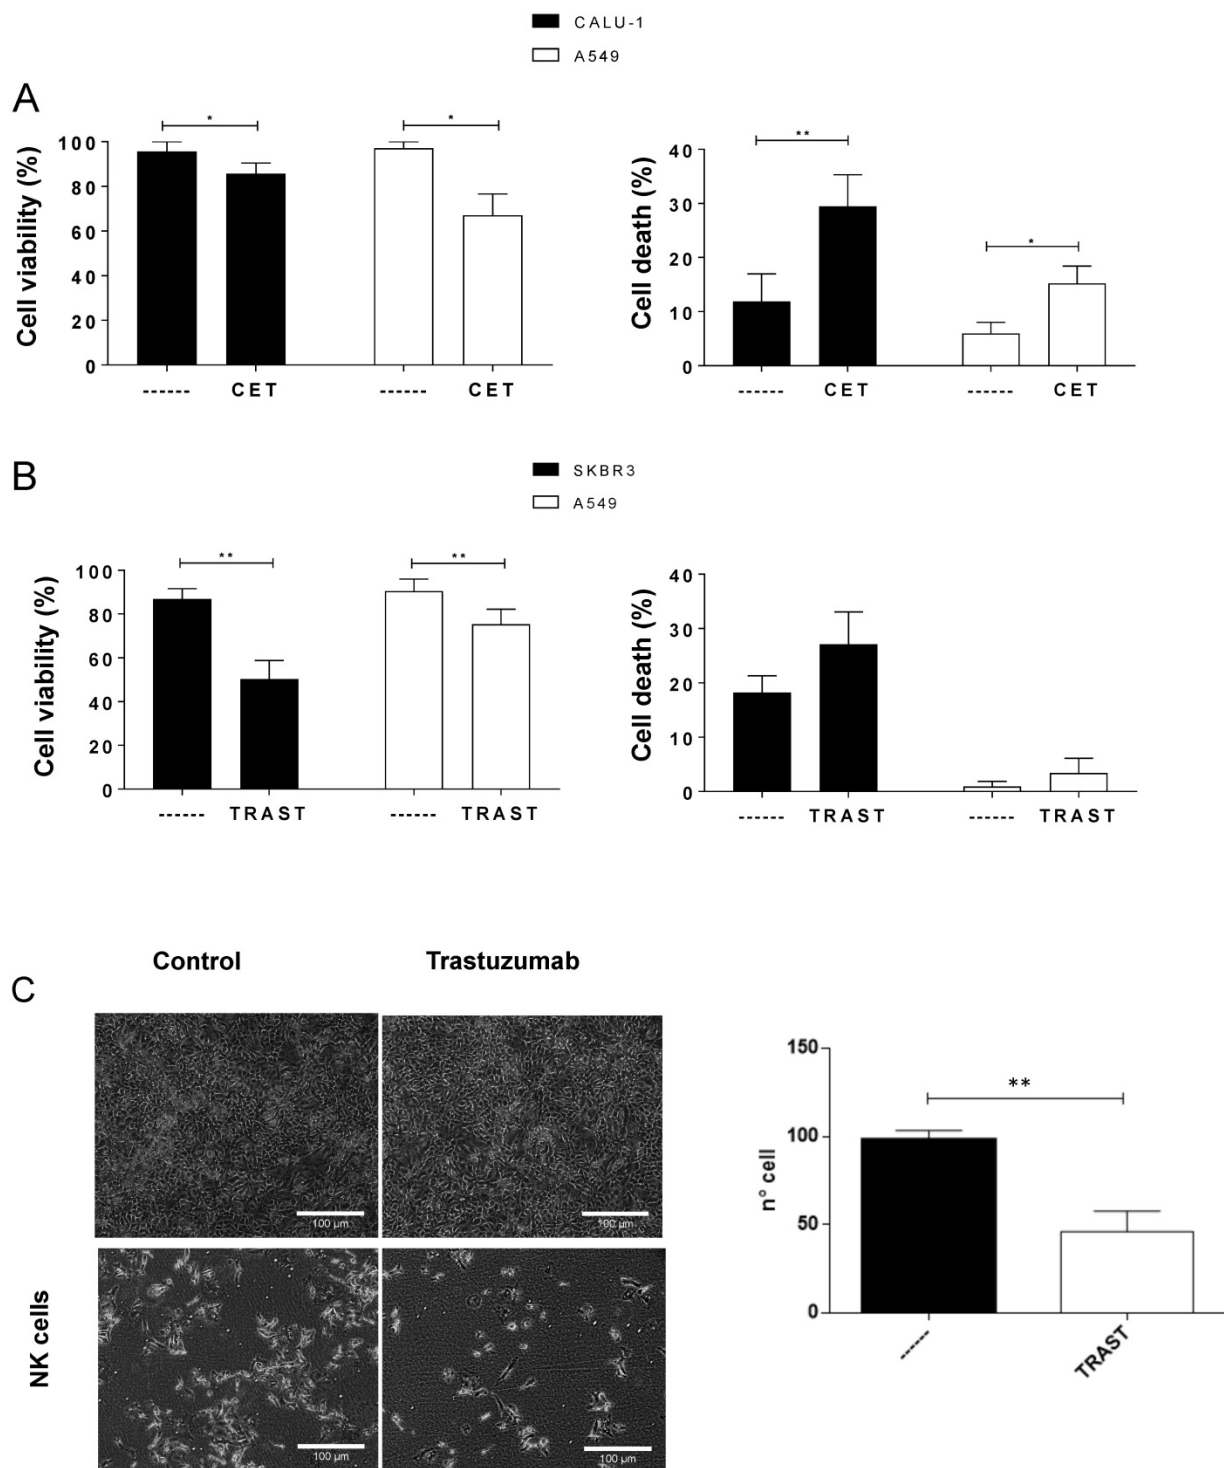 CALU-1
A549
A
Cell viability (%)
100
80
60
40
20
0
*
*
------
CET
------
CET
Cell death (%)
40
30
20
10
0
**
*
------
CET
------
CET
B
SKBR3
A549
Cell viability (%)
100
80
60
40
20
0
**
**
------
TRAST
------
TRAST
Cell death (%)
40
30
20
10
0
------
TRAST
------
TRAST
Control
Trastuzumab
C
100 µm
100 µm
NK cells
100 µm
100 µm
n° cell
150
100
50
0
**
------
TRAST